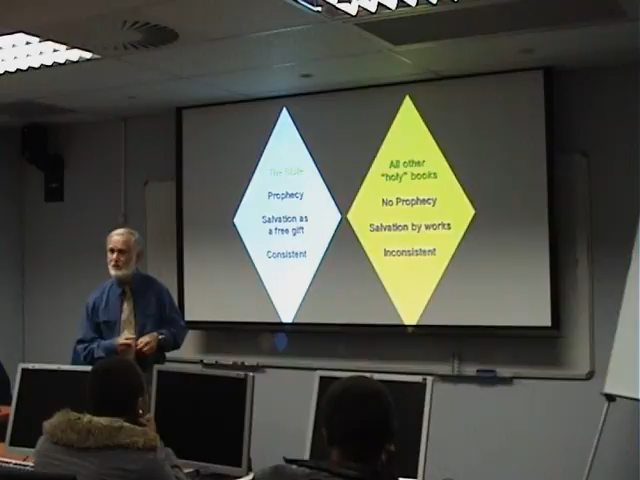 The Bible
Prophecy
Salvation as
a free gift
Consistent
All other
"holy" books
No Prophecy
Salvation by works
Inconsistent